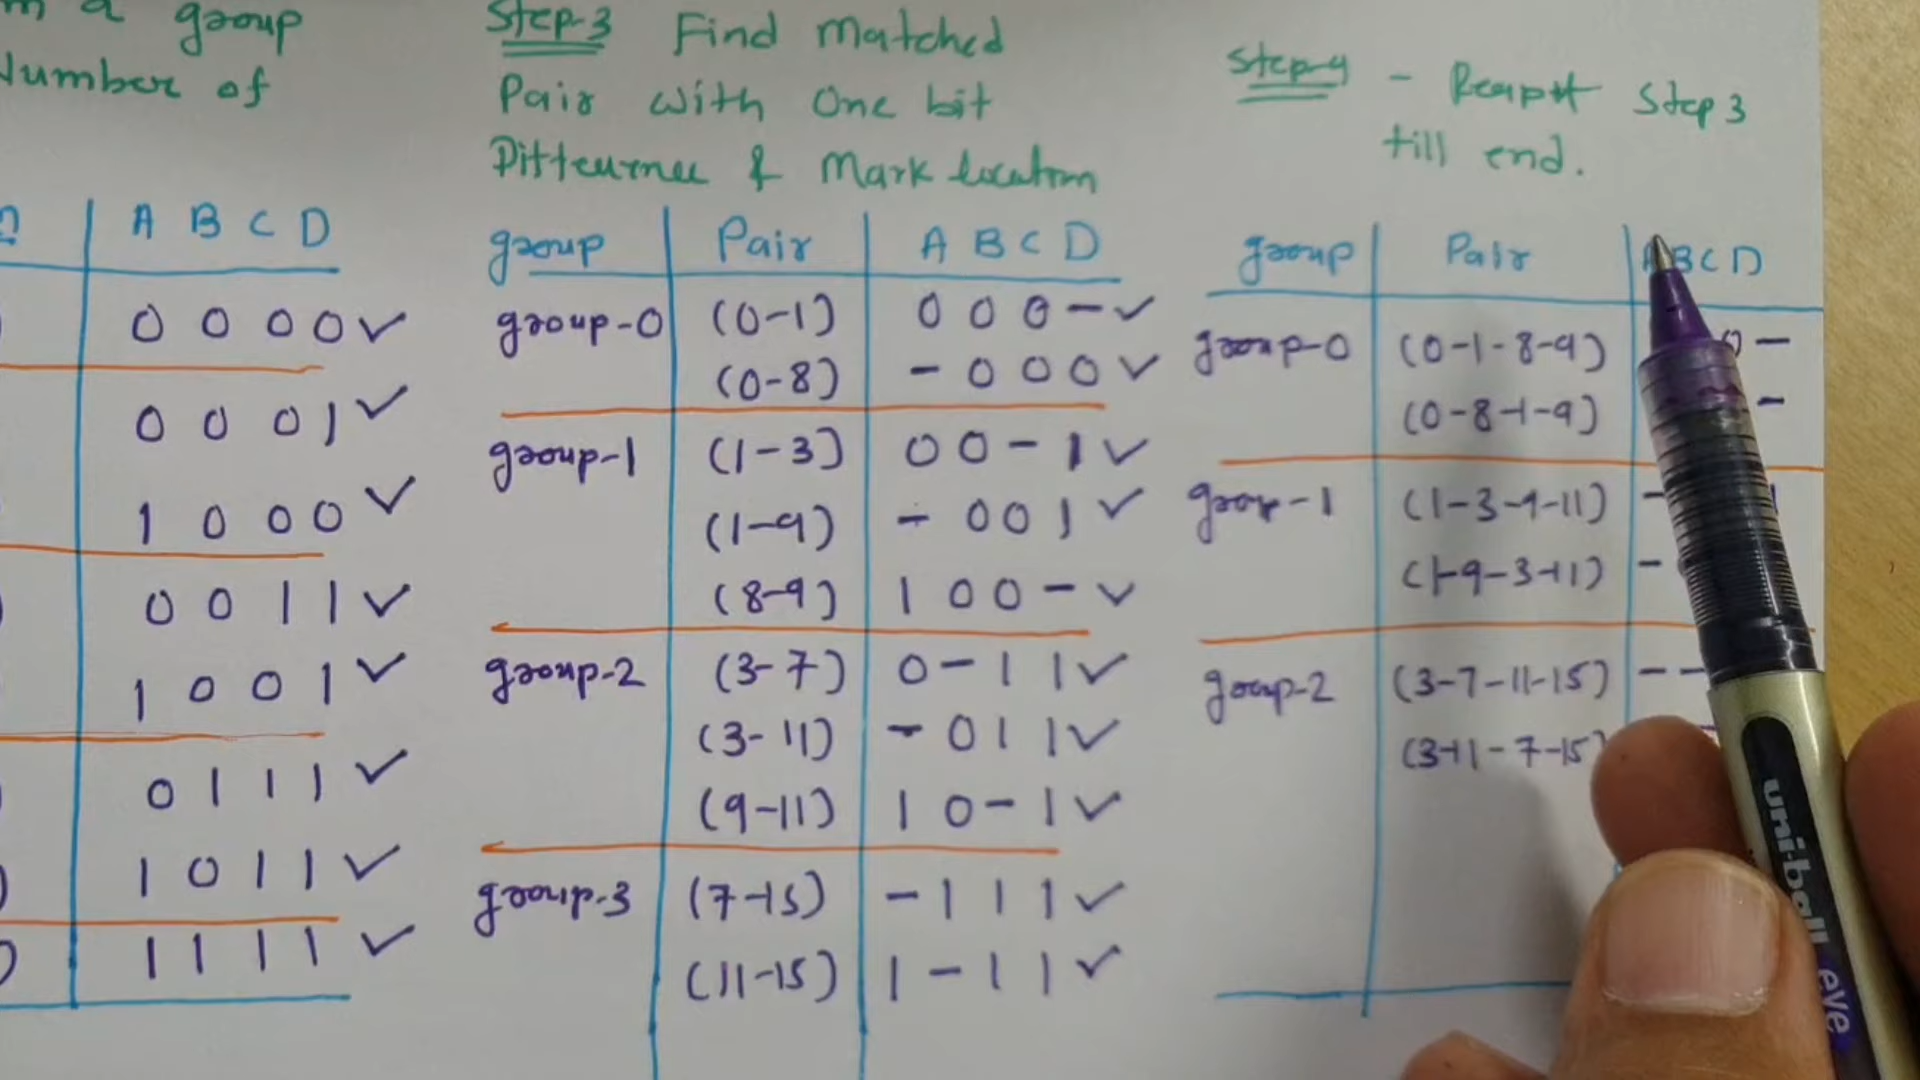 a group
Number of
A B C D
0 0 0 0 ✓
0 0 0 1 ✓
1 0 0 0 ✓
0 0 1 1 ✓
1 0 0 1 ✓
0 1 1 1 ✓
1 0 1 1 ✓
1 1 1 1 ✓
Step-3 Find Matched
Pair with One bit
Ditteurnee & Mark location
group Pair A B C D
group-0 (0-1) 0 0 0 - ✓
(0-8) - 0 0 0 ✓
group-1 (1-3) 0 0 - 1 ✓
(1-9) - 0 0 1 ✓
(8-9) 1 0 0 - ✓
group-2 (3-7) 0 - 1 1 ✓
(3-11) - 0 1 1 ✓
(9-11) 1 0 - 1 ✓
group-3 (7-15) - 1 1 1 ✓
(11-15) 1 - 1 1 ✓
Step-4 - Reapet Step 3
till end.
group Pair A B C D
group-0 (0-1-8-9) 0 -
(0-8-1-9) -
group-1 (1-3-9-11) -
(1-9-3-11) -
group-2 (3-7-11-15) - -
(3-11-7-15)
uni-ball eye